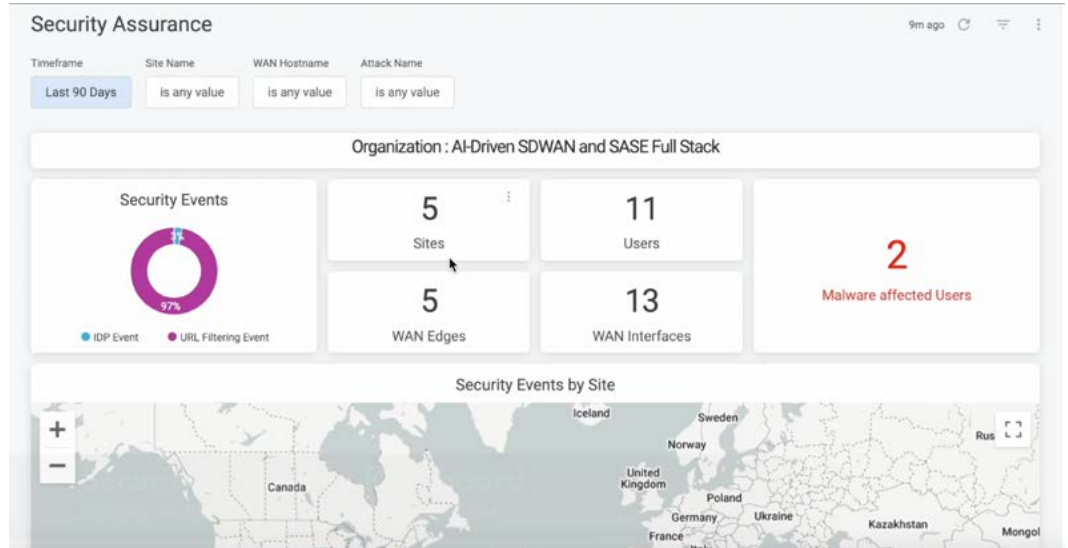 Security Assurance
9m ago
Timeframe
Site Name
WAN Hostname
Attack Name
Last 90 Days
is any value
is any value
is any value
Organization : AI-Driven SDWAN and SASE Full Stack
Security Events
3%
97%
IDP Event
URL Filtering Event
5
Sites
11
Users
5
WAN Edges
13
WAN Interfaces
2
Malware affected Users
Security Events by Site
+
−
Iceland
Sweden
Norway
Rus
United
Kingdom
Canada
Poland
Germany
Ukraine
Kazakhstan
Mongol
France